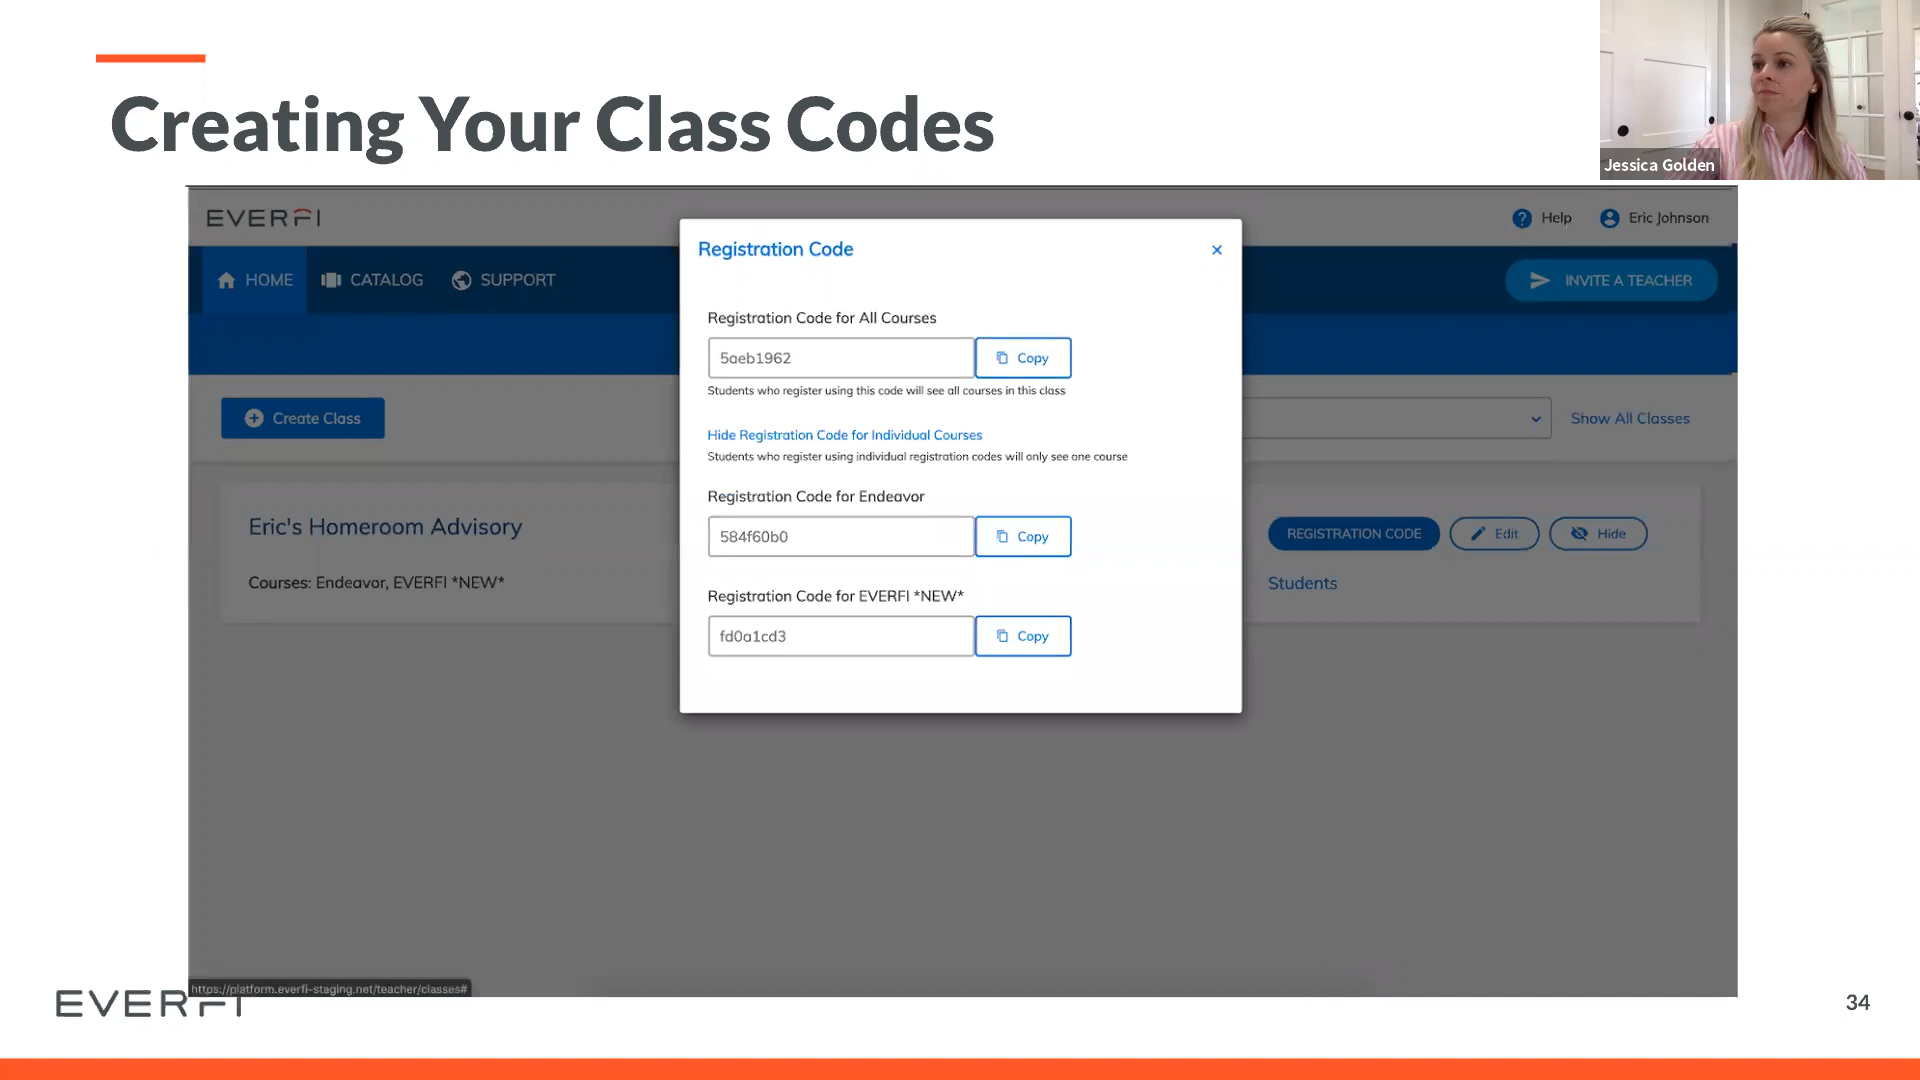 Creating Your Class Codes
Jessica Golden
EVERFI
Help
Eric Johnson
HOME
CATALOG
SUPPORT
INVITE A TEACHER
Create Class
Show All Classes
Eric's Homeroom Advisory
Courses: Endeavor, EVERFI *NEW*
REGISTRATION CODE
Edit
Hide
Students
Registration Code
Registration Code for All Courses
5aeb1962
Copy
Students who register using this code will see all courses in this class
Hide Registration Code for Individual Courses
Students who register using individual registration codes will only see one course
Registration Code for Endeavor
584f60b0
Copy
Registration Code for EVERFI *NEW*
fd0a1cd3
Copy
https://platform.everfi-staging.net/teacher/classes#
EVERFI
34